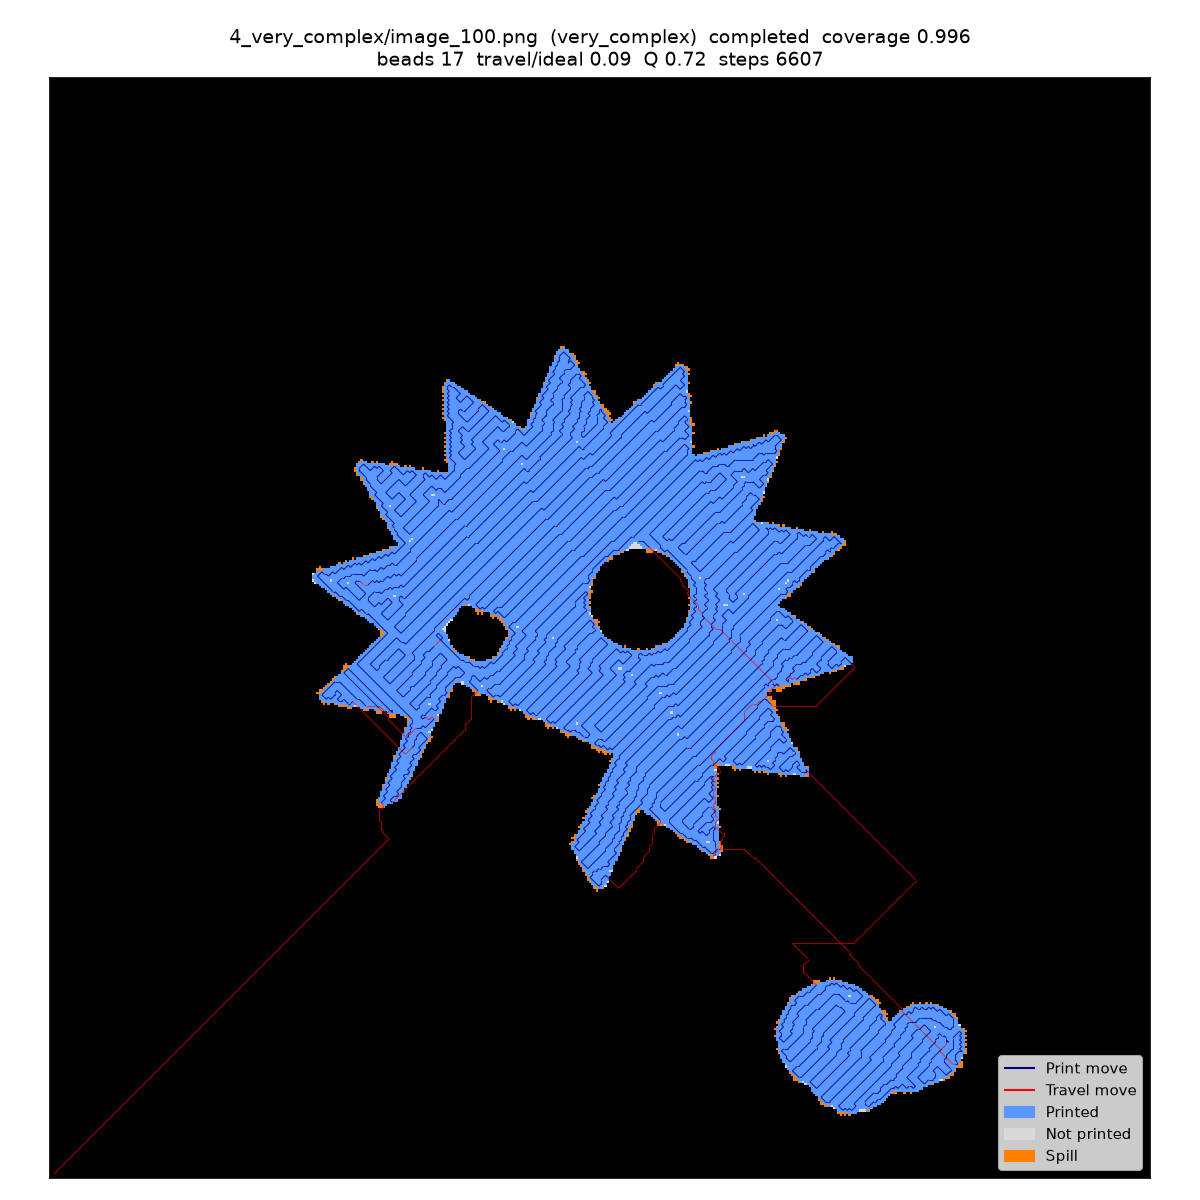 4_very_complex/image_100.png  (very_complex)  completed  coverage 0.996
beads 17  travel/ideal 0.09  Q 0.72  steps 6607
Print move
Travel move
Printed
Not printed
Spill